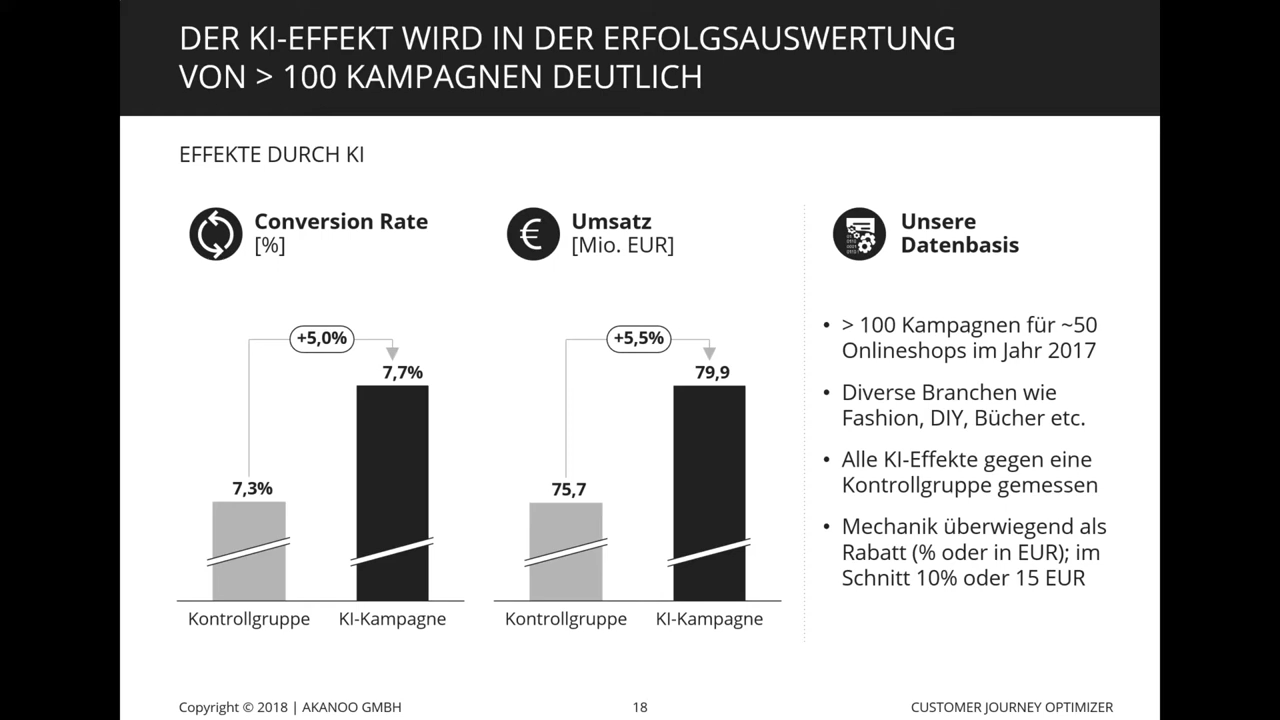 DER KI-EFFEKT WIRD IN DER ERFOLGSAUSWERTUNG
VON > 100 KAMPAGNEN DEUTLICH
EFFEKTE DURCH KI
Conversion Rate
[%]
+5,0%
7,7%
7,3%
Kontrollgruppe
KI-Kampagne
€
Umsatz
[Mio. EUR]
+5,5%
79,9
75,7
Kontrollgruppe
KI-Kampagne
Unsere
Datenbasis
• > 100 Kampagnen für ~50
Onlineshops im Jahr 2017
• Diverse Branchen wie
Fashion, DIY, Bücher etc.
• Alle KI-Effekte gegen eine
Kontrollgruppe gemessen
• Mechanik überwiegend als
Rabatt (% oder in EUR); im
Schnitt 10% oder 15 EUR
Copyright © 2018 | AKANOO GMBH
18
CUSTOMER JOURNEY OPTIMIZER